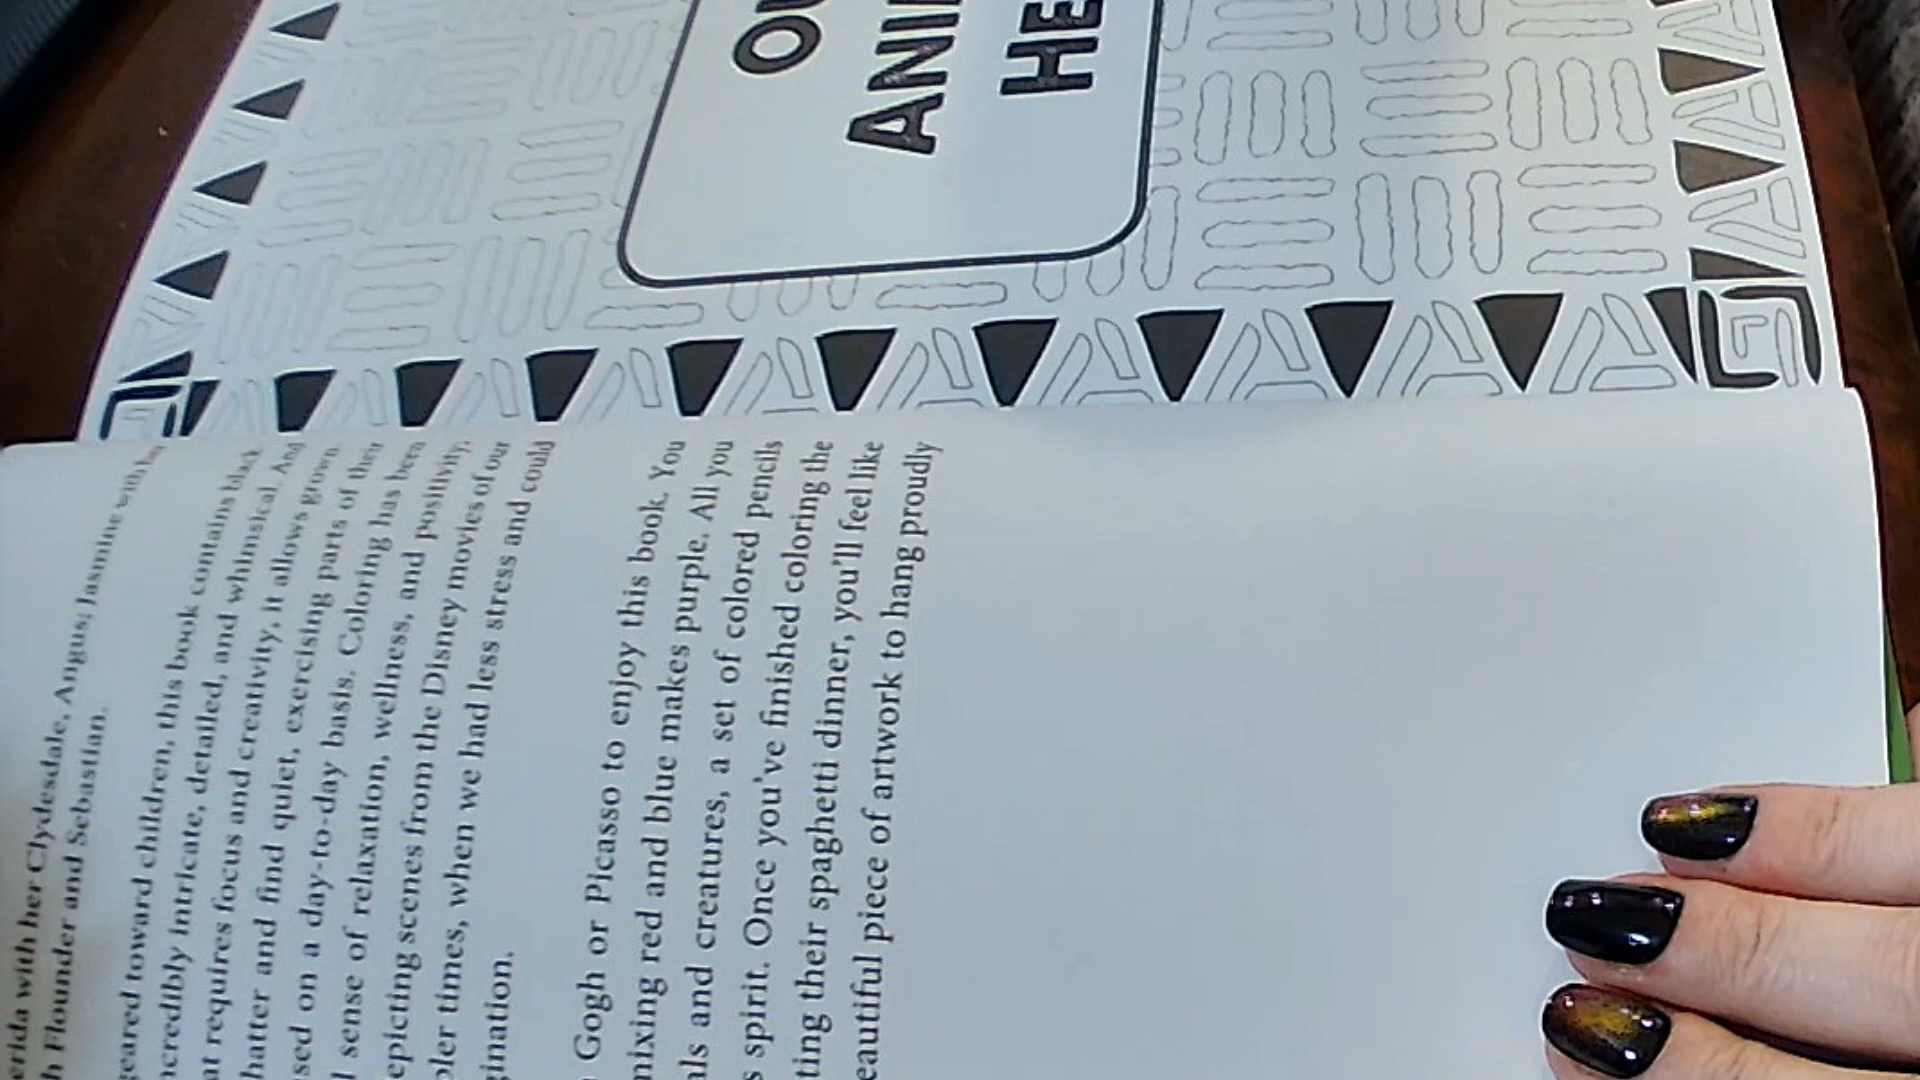 OU
ANI
HE
erida with her Clydesdale, Angus; Jasmine with
h Flounder and Sebastian.
geared toward children, this book contains black
ncredibly intricate, detailed, and whimsical. And
at requires focus and creativity, it allows grown
hatter and find quiet, exercising parts of their
sed on a day-to-day basis. Coloring has been
l sense of relaxation, wellness, and positivity.
epicting scenes from the Disney movies of our
pler times, when we had less stress and could
gination.
Gogh or Picasso to enjoy this book. You
mixing red and blue makes purple. All you
ls and creatures, a set of colored pencils
s spirit. Once you've finished coloring the
ting their spaghetti dinner, you'll feel like
eautiful piece of artwork to hang proudly